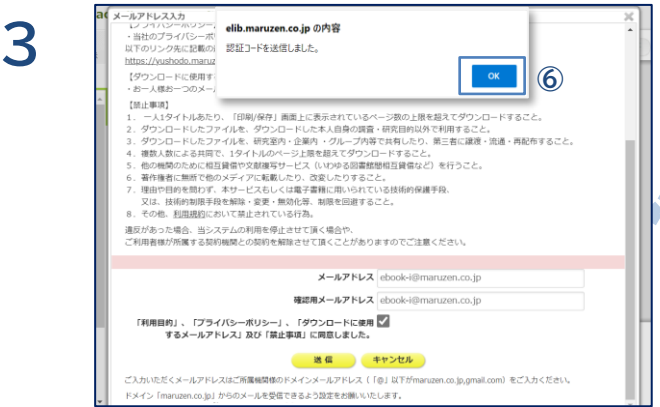 3
メールアドレス入力
elib.maruzen.co.jp の内容
認証コードを送信しました。
OK
⑥
・当社のプライバシーポ
以下のリンク先に記載の
https://yushodo.maruz
【ダウンロードに使用す
・お一人様お一つのメー
【禁止事項】
1. 一人1タイトルあたり、「印刷/保存」画面上に表示されているページ数の上限を超えてダウンロードすること。
2. ダウンロードしたファイルを、ダウンロードした本人自身の調査・研究目的以外で利用すること。
3. ダウンロードしたファイルを、研究室内・企業内・グループ内等で共有したり、第三者に譲渡・流通・再配布すること。
4. 複数人数による共同で、1タイトルのページ上限を超えてダウンロードすること。
5. 他の機関のために相互貸借や文献複写サービス（いわゆる図書館間相互貸借など）を行うこと。
6. 著作権者に無断で他のメディアに転載したり、改変したりすること。
7. 理由や目的を問わず、本サービスもしくは電子書籍に用いられている技術的保護手段、
又は、技術的制限手段を解除・変更・無効化等、制限を回避すること。
8. その他、利用規約において禁止されている行為。
違反があった場合、当システムの利用を停止させて頂く場合や、
ご利用者様が所属する契約機関との契約を解除させて頂くことがありますのでご注意ください。
メールアドレス ebook-i@maruzen.co.jp
確認用メールアドレス ebook-i@maruzen.co.jp
「利用目的」、「プライバシーポリシー」、「ダウンロードに使用
するメールアドレス」及び「禁止事項」に同意しました。
送信 キャンセル
ご入力いただくメールアドレスはご所属機関様のドメインメールアドレス（「@」以下がmaruzen.co.jp,gmail.com）をご入力ください。
ドメイン「maruzen.co.jp」からのメールを受信できるよう設定をお願いいたします。